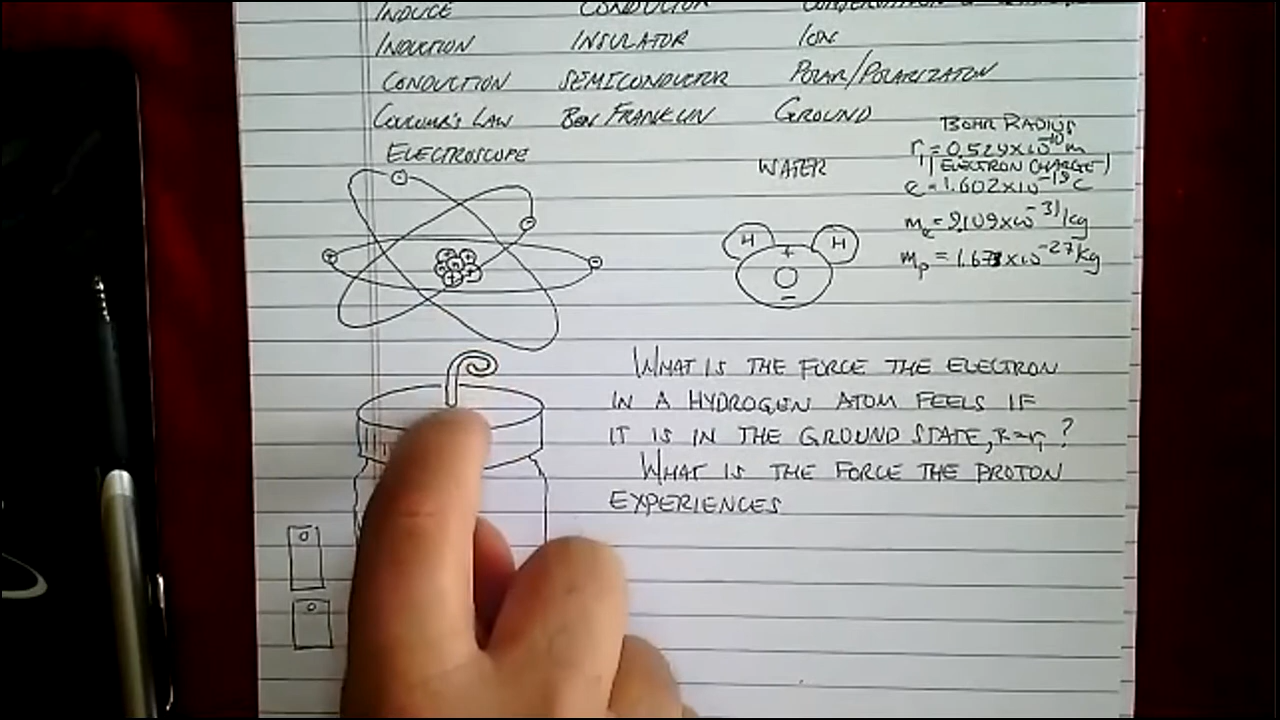 INDUCE CONDUCTOR
INDUCTION INSULATOR ION
CONDUCTION SEMICONDUCTOR POLAR/POLARIZATON
COULOMB'S LAW BEN FRANKLIN GROUND
ELECTROSCOPE
WATER
BOHR RADIUS
r₁ = 0.529×10⁻¹⁰ m
(ELECTRON CHARGE)
e = 1.602×10⁻¹⁹ C
mₑ = 9.109×10⁻³¹ kg
mₚ = 1.673×10⁻²⁷ kg
H H
+
O
−
WHAT IS THE FORCE THE ELECTRON
IN A HYDROGEN ATOM FEELS IF
IT IS IN THE GROUND STATE, R=r₁?
WHAT IS THE FORCE THE PROTON
EXPERIENCES